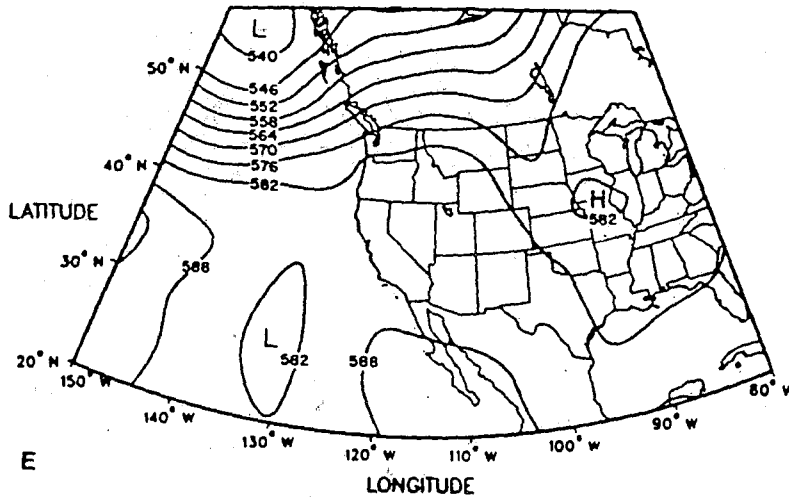 L
540
50° N
546
552
558
564
570
576
40° N
582
H
582
LATITUDE
30° N
588
L
582
588
20° N
150° W
140° W
130° W
120° W
110° W
100° W
90° W
80° W
E
LONGITUDE